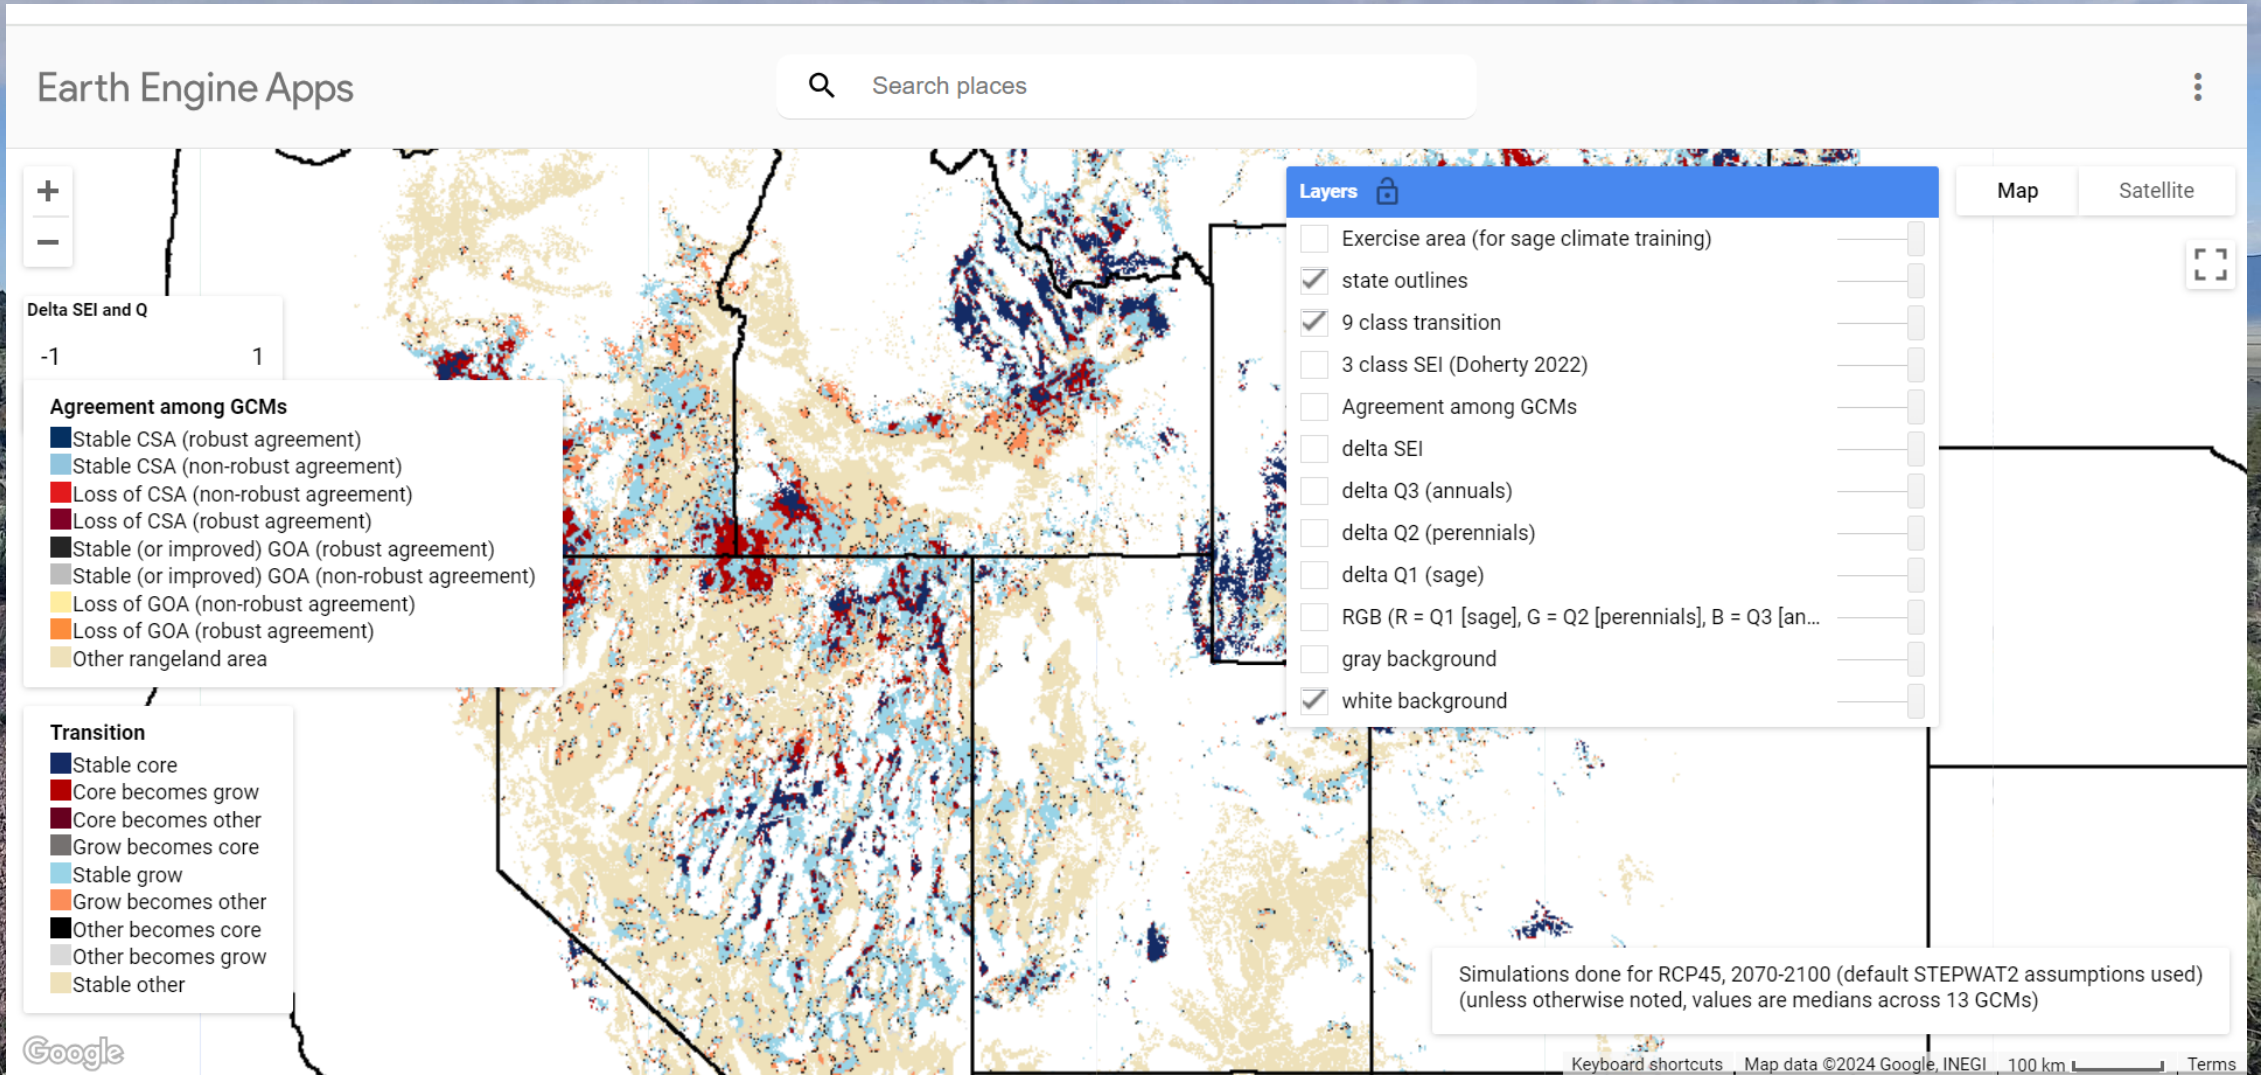 Earth Engine Apps
Search places
Delta SEI and Q
-1 1
Agreement among GCMs
Stable CSA (robust agreement)
Stable CSA (non-robust agreement)
Loss of CSA (non-robust agreement)
Loss of CSA (robust agreement)
Stable (or improved) GOA (robust agreement)
Stable (or improved) GOA (non-robust agreement)
Loss of GOA (non-robust agreement)
Loss of GOA (robust agreement)
Other rangeland area
Transition
Stable core
Core becomes grow
Core becomes other
Grow becomes core
Stable grow
Grow becomes other
Other becomes core
Other becomes grow
Stable other
Google
Layers
Exercise area (for sage climate training)
state outlines
9 class transition
3 class SEI (Doherty 2022)
Agreement among GCMs
delta SEI
delta Q3 (annuals)
delta Q2 (perennials)
delta Q1 (sage)
RGB (R = Q1 [sage], G = Q2 [perennials], B = Q3 [an...
gray background
white background
Map Satellite
Simulations done for RCP45, 2070-2100 (default STEPWAT2 assumptions used)
(unless otherwise noted, values are medians across 13 GCMs)
Keyboard shortcuts Map data ©2024 Google, INEGI 100 km Terms